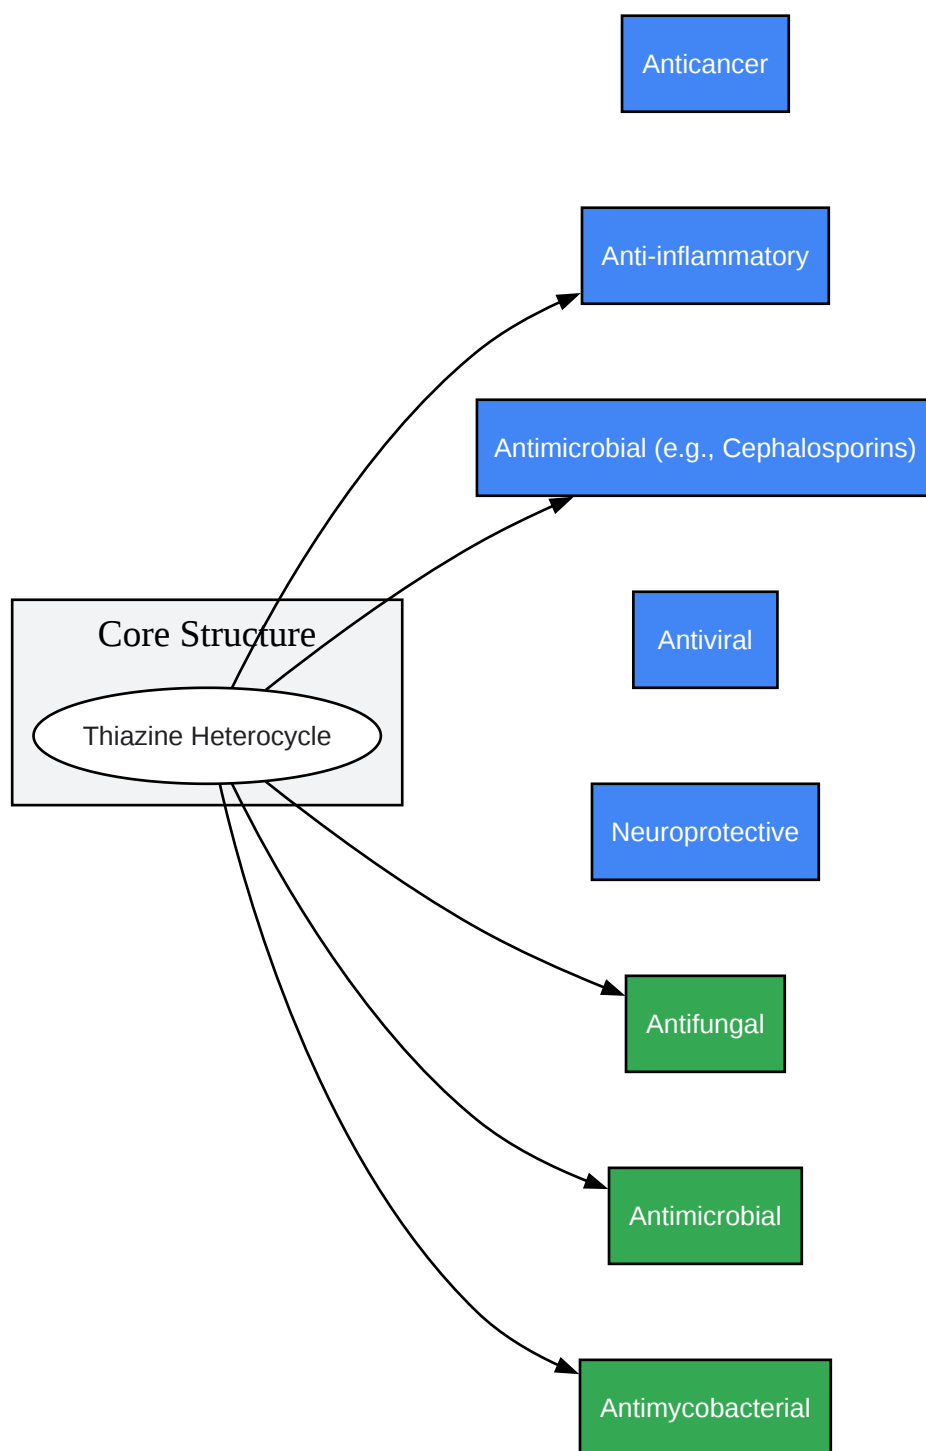 Anticancer
Anti-inflammatory
Antimicrobial (e.g., Cephalosporins)
Core Structure
Antiviral
Thiazine Heterocycle
Neuroprotective
Antifungal
Antimicrobial
Antimycobacterial